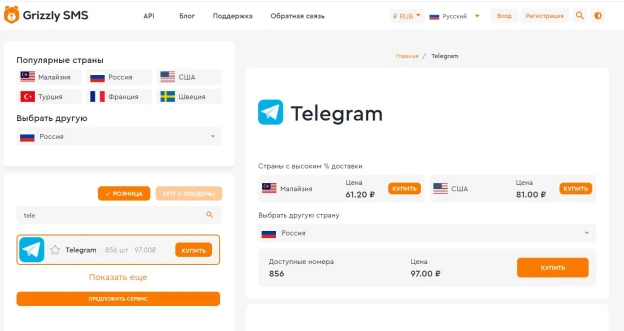 Grizzly SMS
API
Блог
Поддержка
Обратная связь
₽ RUB
Русский
Вход
Регистрация
Популярные страны
Малайзия
Россия
США
Турция
Франция
Швеция
Выбрать другую
Россия
РОЗНИЦА
tele
Telegram 856 шт 97.00₽ КУПИТЬ
Показать еще
ПРЕДЛОЖИТЬ СЕРВИС
Главная / Telegram
Telegram
Страны с высоким % доставки
Малайзия Цена 61.20 ₽ КУПИТЬ
США Цена 81.00 ₽ КУПИТЬ
Выбрать другую страну
Россия
Доступные номера Цена
856 97.00 ₽ КУПИТЬ